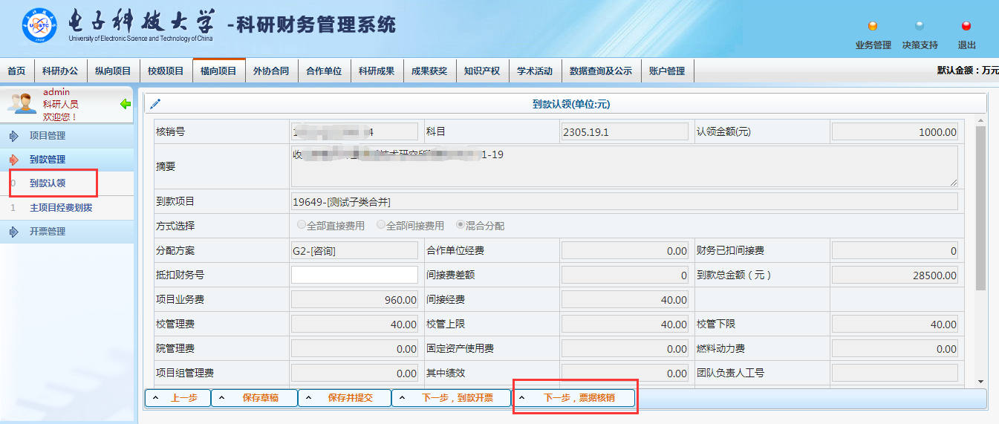 电子科技大学 -科研财务管理系统
University of Electronic Science and Technology of China
业务管理 决策支持 退出
首页 科研办公 纵向项目 校级项目 横向项目 外协合同 合作单位 科研成果 成果获奖 知识产权 学术活动 数据查询及公示 账户管理 默认金额：万元
admin
科研人员
欢迎您！
项目管理
到款管理
0 到款认领
1 主项目经费划拨
开票管理
到款认领(单位:元)
核销号 1 4 科目 2305.19.1 认领金额(元) 1000.00
摘要 收 技术研究所 1-19
到款项目 19649-[测试子类合并]
方式选择 全部直接费用 全部间接费用 混合分配
分配方案 G2-[咨询] 合作单位经费 0.00 财务已扣间接费 0
抵扣财务号 间接费差额 0 到款总金额（元） 28500.00
项目业务费 960.00 间接经费 40.00
校管理费 40.00 校管上限 40.00 校管下限 40.00
院管理费 0.00 固定资产使用费 0.00 燃料动力费 0.00
项目组管理费 0.00 其中绩效 0.00 团队负责人工号
上一步 保存草稿 保存并提交 下一步，到款开票 下一步，票据核销